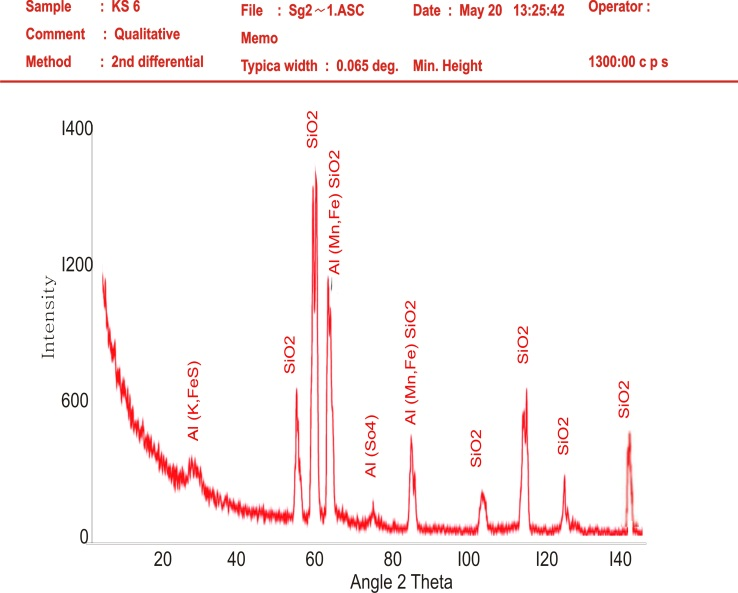 Sample : KS 6
Comment : Qualitative
Method : 2nd differential
File : Sg2~1.ASC
Memo
Typica width : 0.065 deg.
Date : May 20 13:25:42
Min. Height
Operator :
1300:00 c p s
SiO2
Al (Mn,Fe) SiO2
SiO2
Al (K,FeS)
Al (So4)
Al (Mn,Fe) SiO2
SiO2
SiO2
SiO2
SiO2
Intensity
I400
I200
600
0
20 40 60 80 I00 I20 I40
Angle 2 Theta